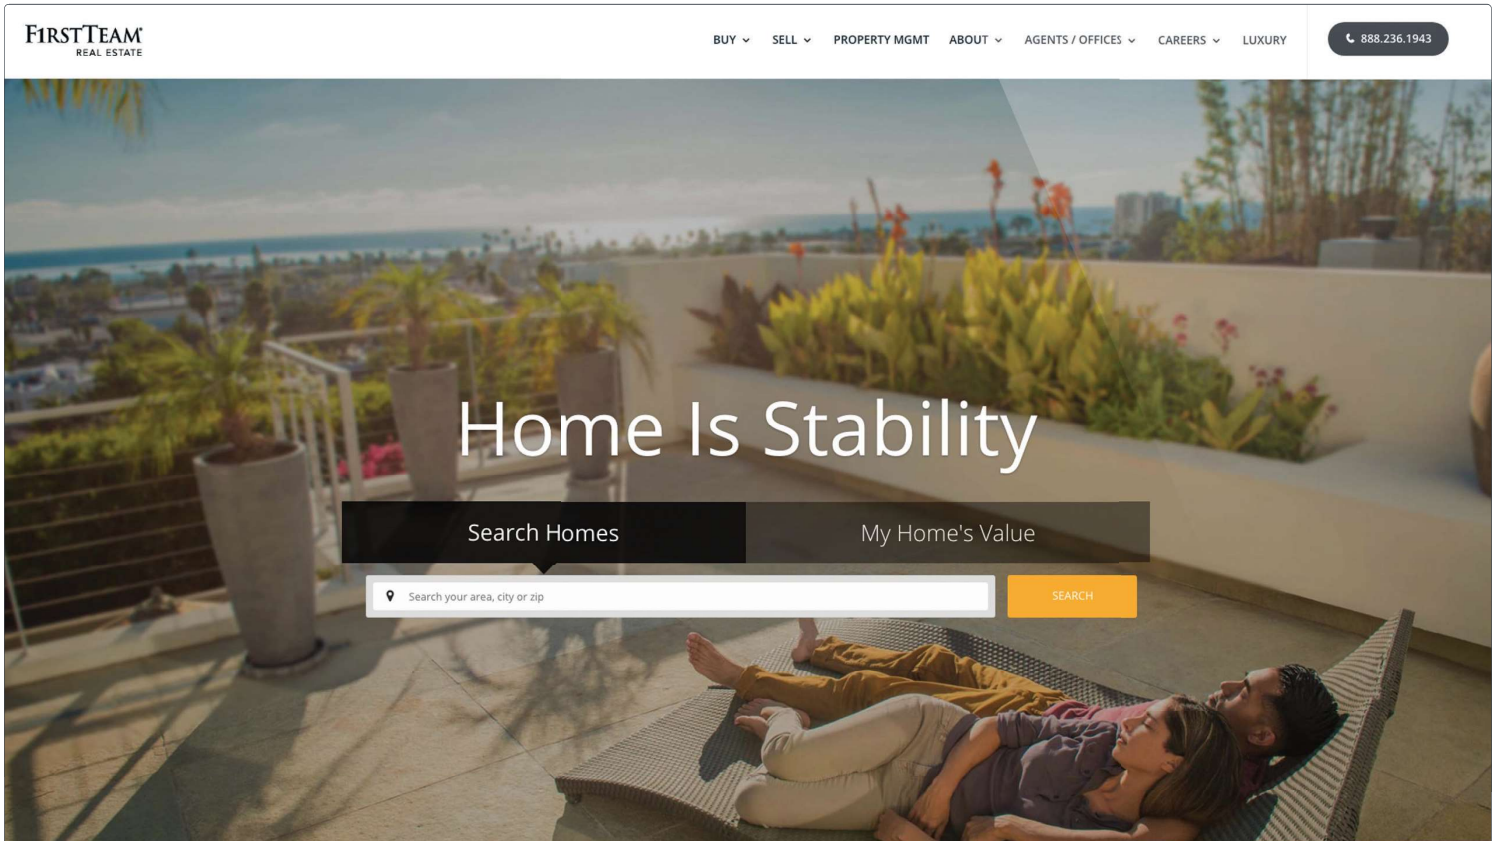 FIRSTTEAM®
REAL ESTATE
BUY SELL PROPERTY MGMT ABOUT AGENTS / OFFICES CAREERS LUXURY 888.236.1943
Home Is Stability
Search Homes My Home's Value
Search your area, city or zip SEARCH